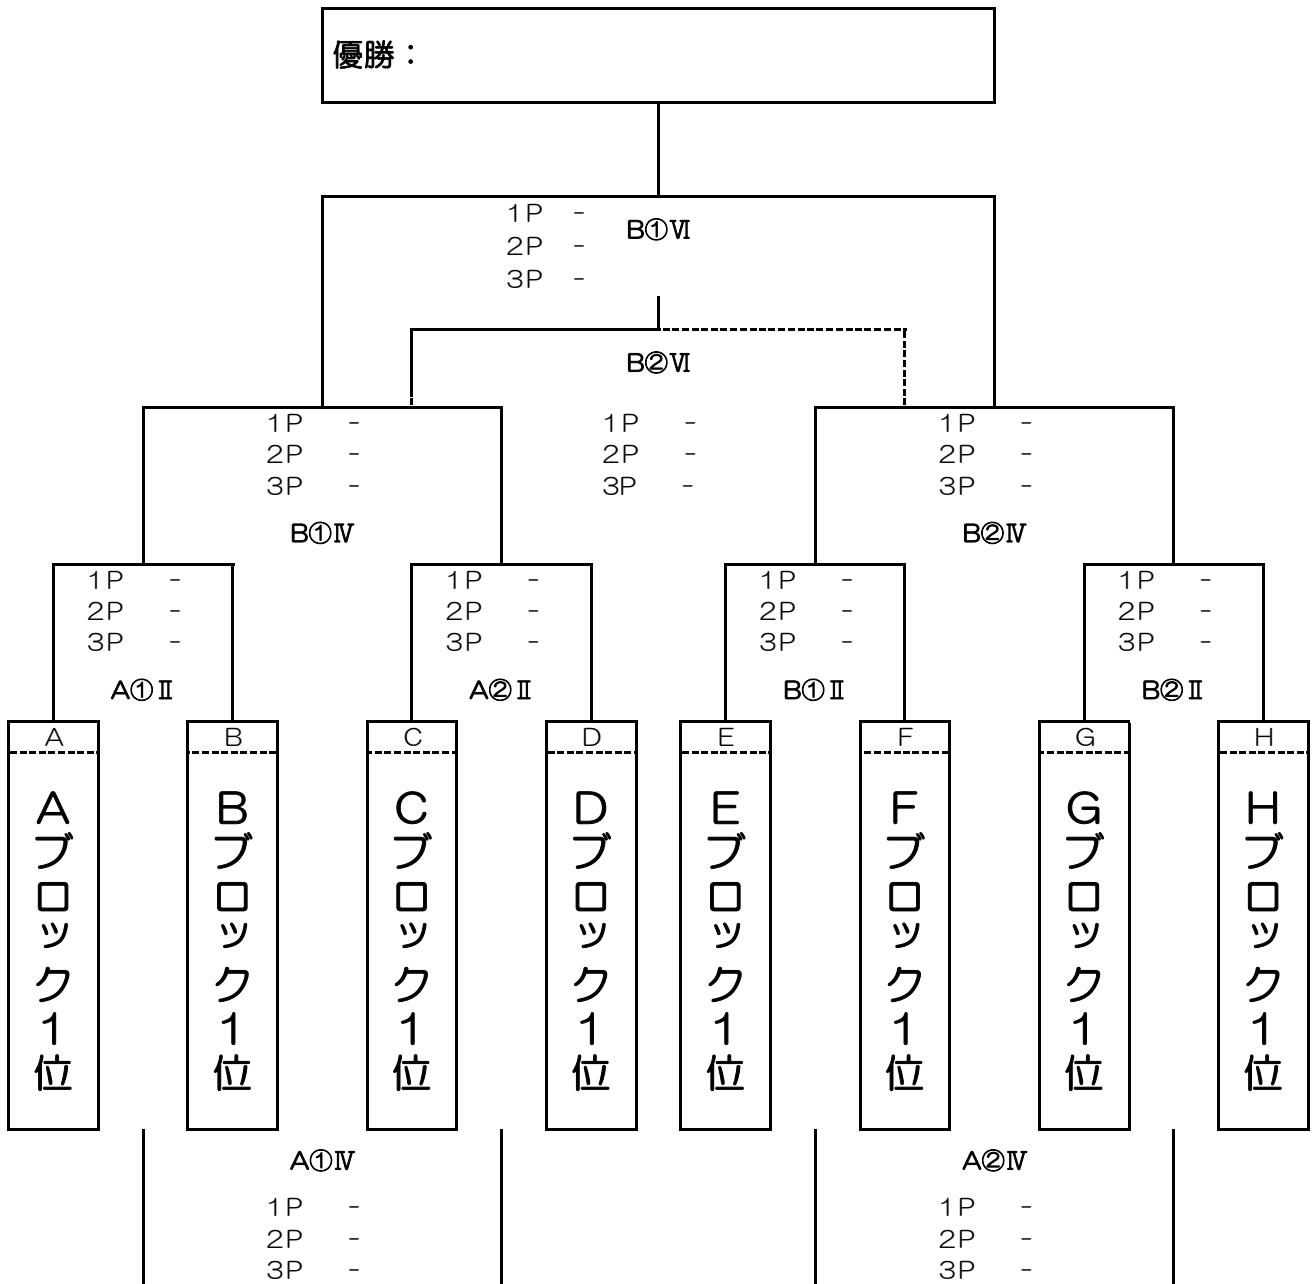 優勝：
1P -
B①Ⅵ
2P -
3P -
B②Ⅵ
1P - 1P - 1P -
2P - 2P - 2P -
3P - 3P - 3P -
B①Ⅳ B②Ⅳ
1P - 1P - 1P - 1P -
2P - 2P - 2P - 2P -
3P - 3P - 3P - 3P -
A①Ⅱ A②Ⅱ B①Ⅱ B②Ⅱ
A B C D E F G H
Aブロック1位
Bブロック1位
Cブロック1位
Dブロック1位
Eブロック1位
Fブロック1位
Gブロック1位
Hブロック1位
A①Ⅳ A②Ⅳ
1P - 1P -
2P - 2P -
3P - 3P -